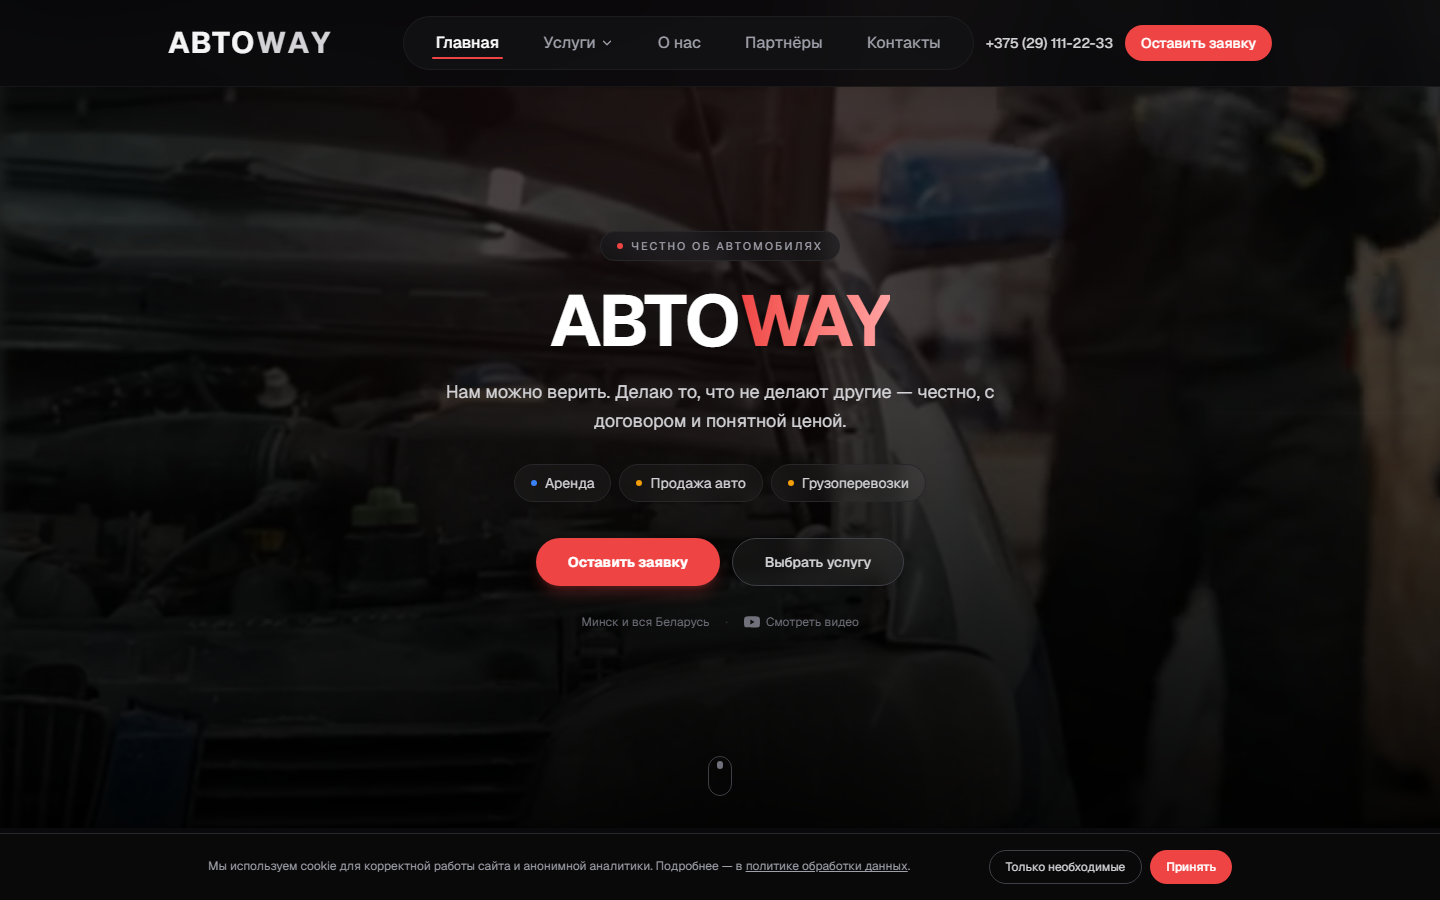 АВТОWAY
Главная
Услуги
О нас
Партнёры
Контакты
+375 (29) 111-22-33
Оставить заявку
ЧЕСТНО ОБ АВТОМОБИЛЯХ
АВТОWAY
Нам можно верить. Делаю то, что не делают другие — честно, с
договором и понятной ценой.
Аренда
Продажа авто
Грузоперевозки
Оставить заявку
Выбрать услугу
Минск и вся Беларусь · Смотреть видео
Мы используем cookie для корректной работы сайта и анонимной аналитики. Подробнее — в политике обработки данных.
Только необходимые
Принять